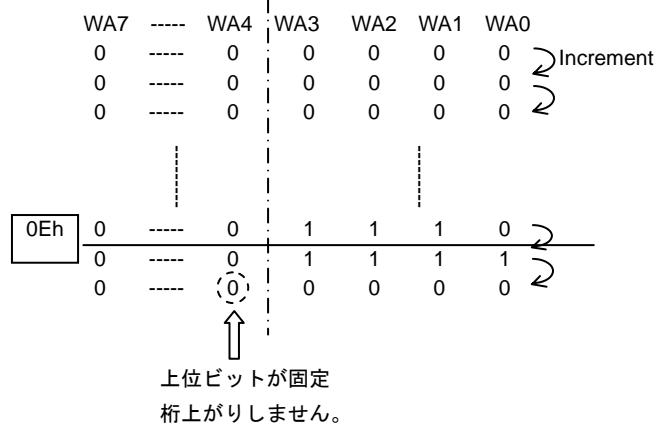 WA7 ----- WA4 WA3 WA2 WA1 WA0
0 ----- 0 0 0 0 0 Increment
0 ----- 0 0 0 0 0
0 ----- 0 0 0 0 0
0Eh 0 ----- 0 1 1 1 0
0 ----- 0 1 1 1 1
0 ----- 0 0 0 0 0
上位ビットが固定
桁上がりしません。